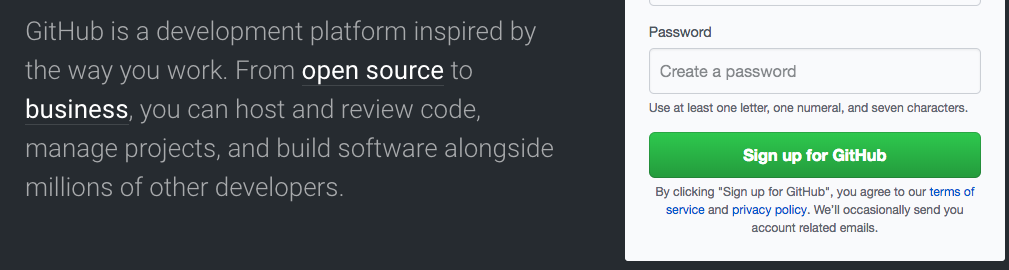 GitHub is a development platform inspired by
the way you work. From open source to
business, you can host and review code,
manage projects, and build software alongside
millions of other developers.
Password
Create a password
Use at least one letter, one numeral, and seven characters.
Sign up for GitHub
By clicking "Sign up for GitHub", you agree to our terms of
service and privacy policy. We’ll occasionally send you
account related emails.